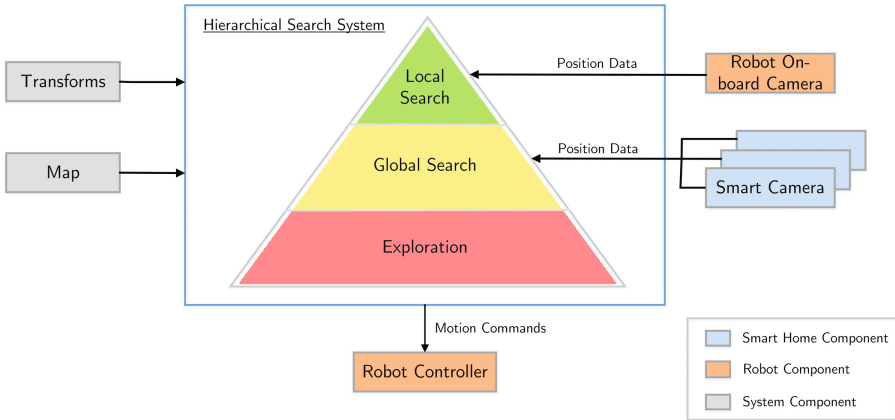 Hierarchical Search System
Transforms
Map
Local
Search
Global Search
Exploration
Position Data
Robot On-
board Camera
Position Data
Smart Camera
Motion Commands
Robot Controller
Smart Home Component
Robot Component
System Component